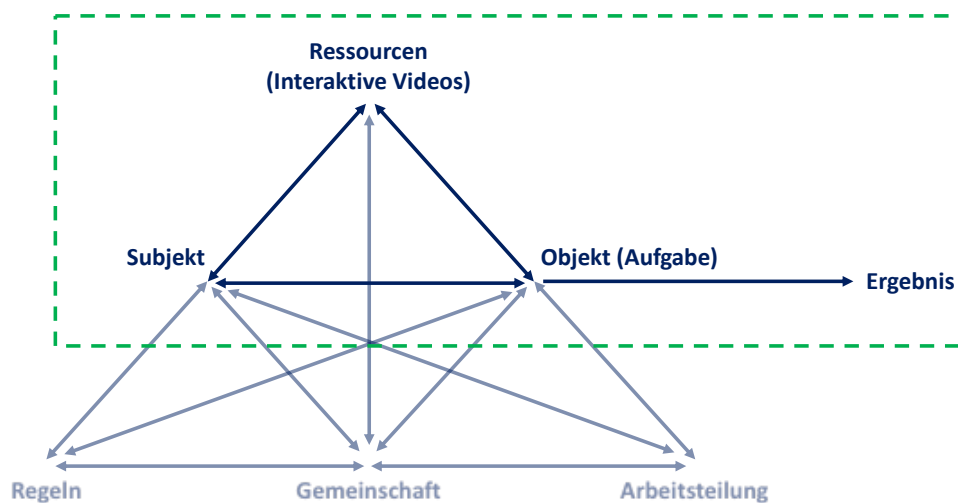 Ressourcen
(Interaktive Videos)
Subjekt
Objekt (Aufgabe)
Ergebnis
Regeln
Gemeinschaft
Arbeitsteilung